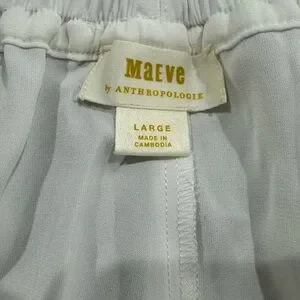 MaEve
by ANTHROPOLOGIE
LARGE
MADE IN
CAMBODIA